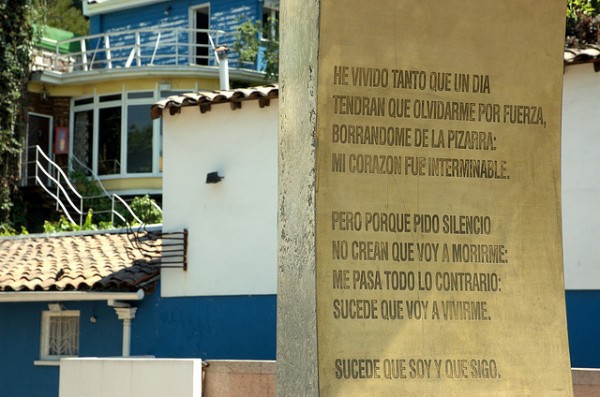 HE VIVIDO TANTO QUE UN DIA
TENDRAN QUE OLVIDARME POR FUERZA,
BORRANDOME DE LA PIZARRA:
MI CORAZON FUE INTERMINABLE.
PERO PORQUE PIDO SILENCIO
NO CREAN QUE VOY A MORIRME:
ME PASA TODO LO CONTRARIO:
SUCEDE QUE VOY A VIVIRME.
SUCEDE QUE SOY Y QUE SIGO.